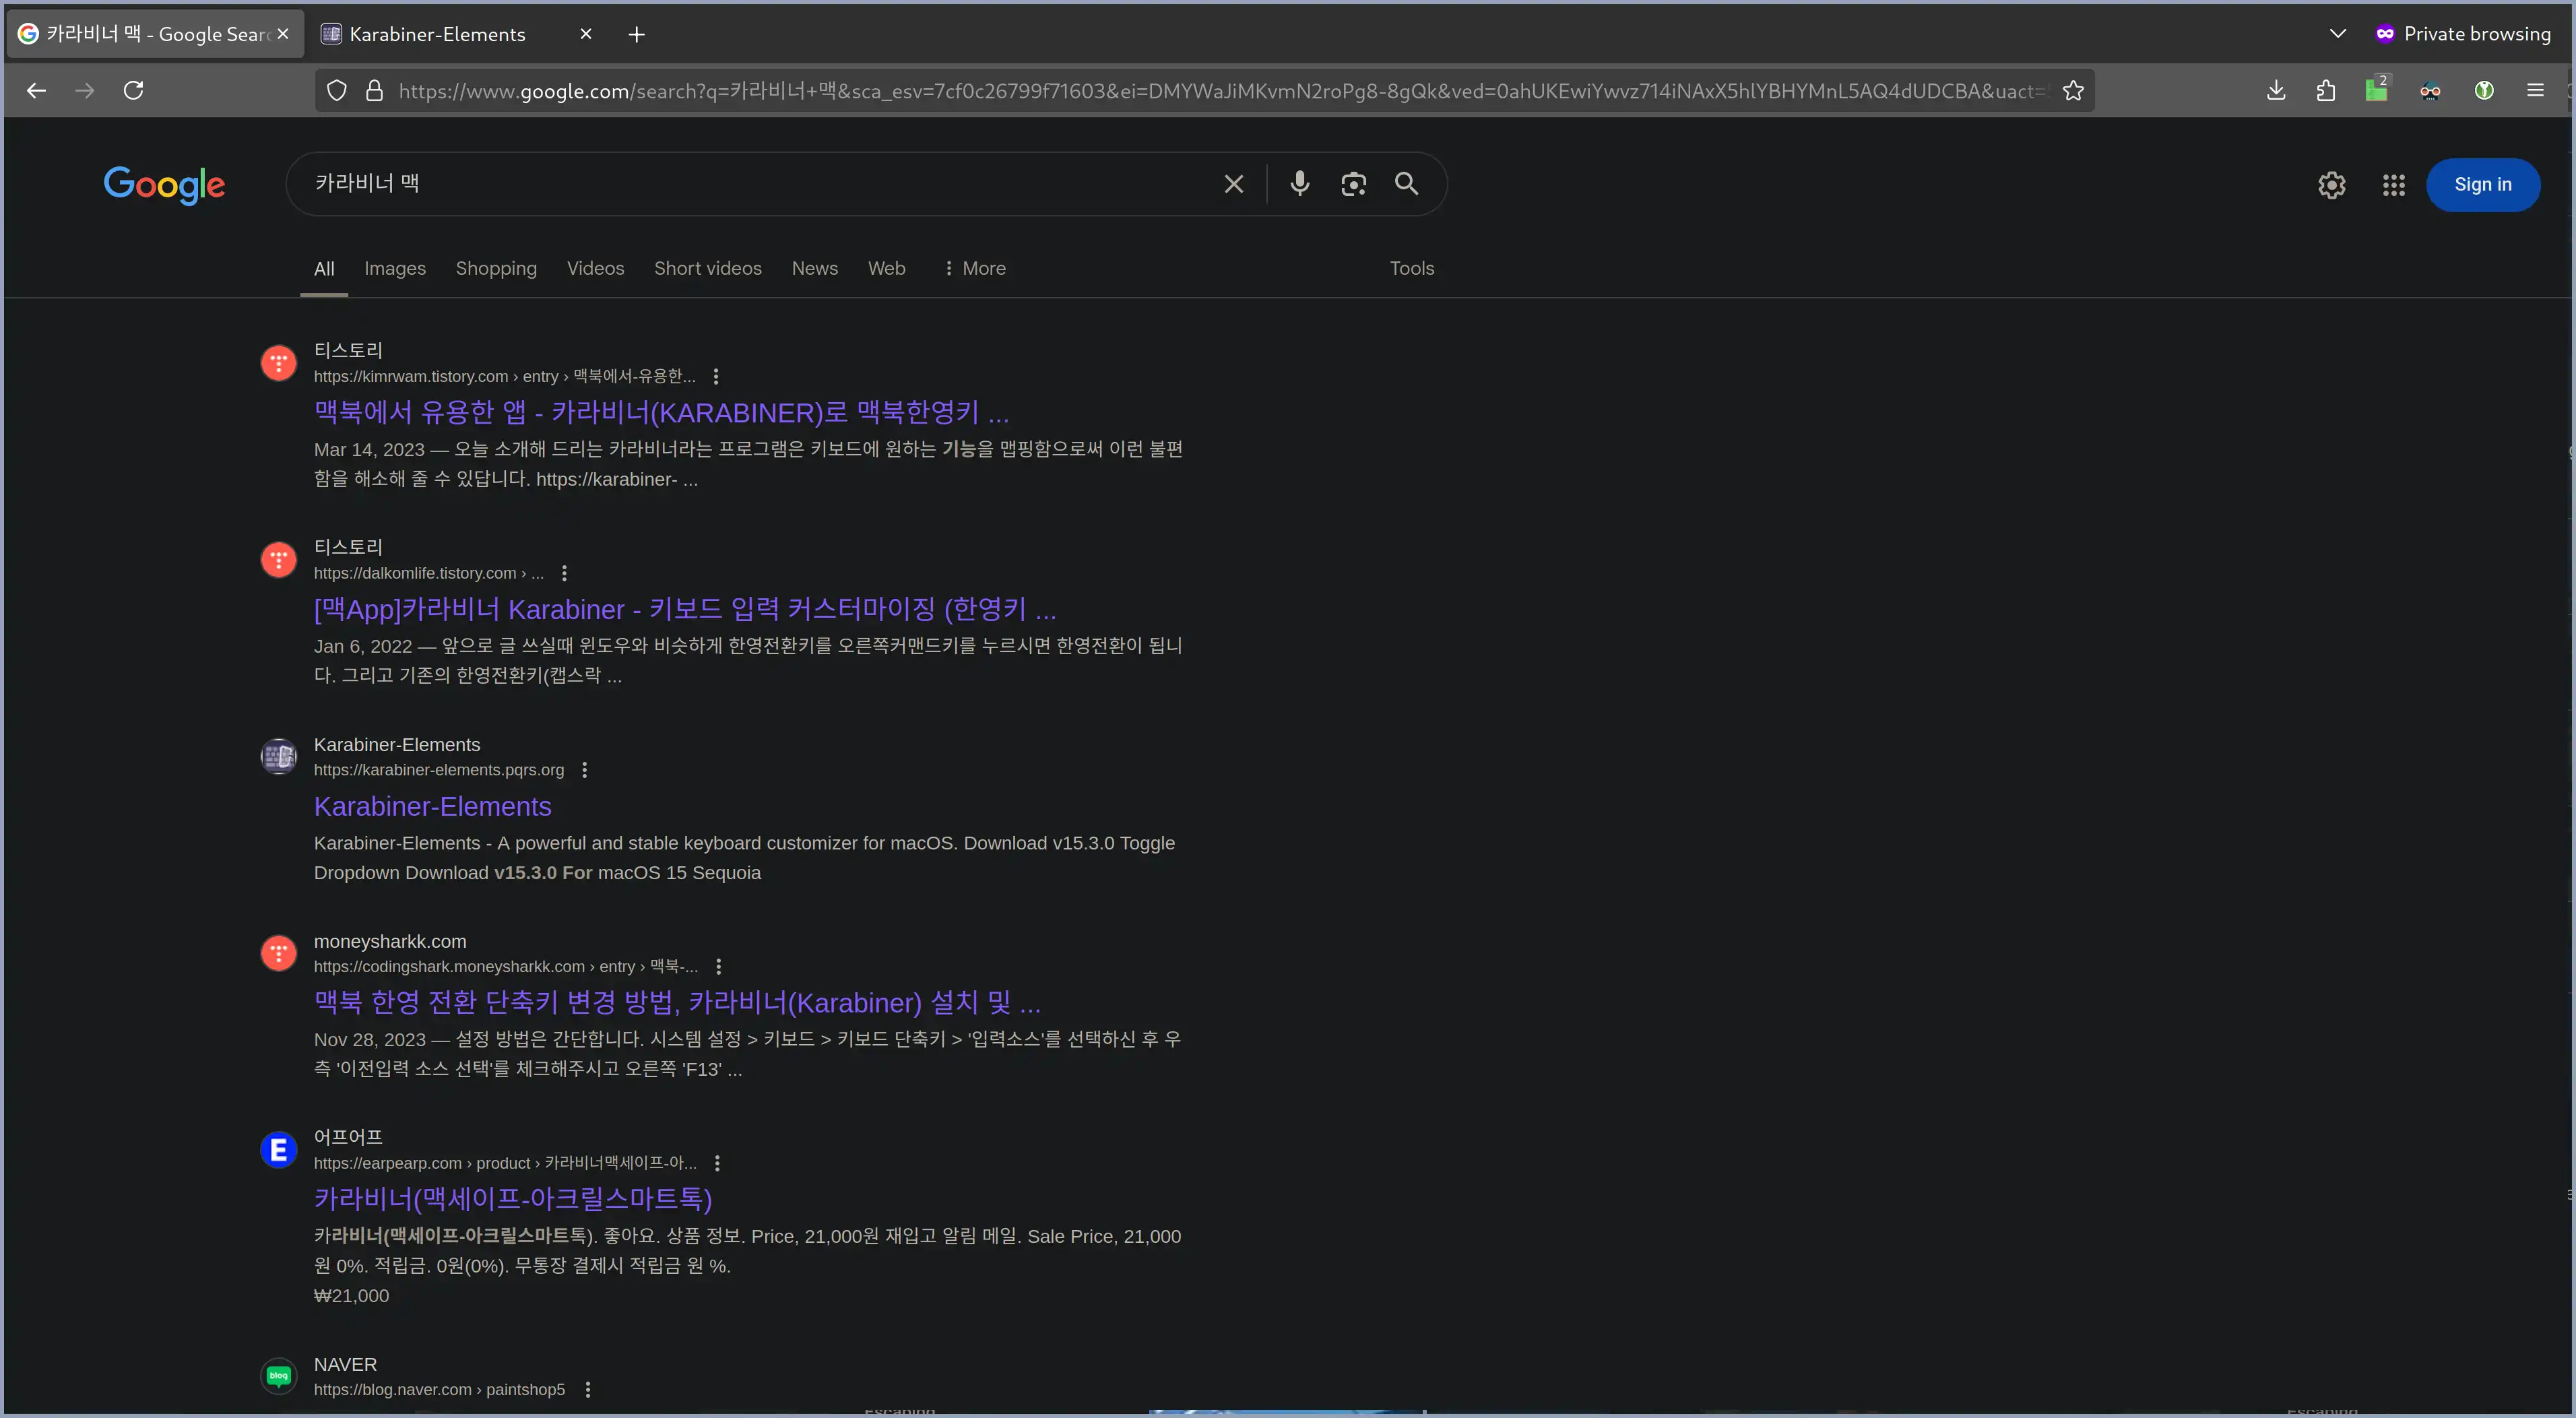 카라비너 맥 - Google Sear
Karabiner-Elements
Private browsing
https://www.google.com/search?q=카라비너+맥&sca_esv=7cf0c26799f71603&ei=DMYWaJiMKvmN2roPg8-8gQk&ved=0ahUKEwiYwvz714iNAxX5hlYBHYMnL5AQ4dUDCBA&uact=
2
Google
카라비너 맥
Sign in
All Images Shopping Videos Short videos News Web More Tools
티스토리
https://kimrwam.tistory.com › entry › 맥북에서-유용한...
맥북에서 유용한 앱 - 카라비너(KARABINER)로 맥북한영키 ...
Mar 14, 2023 — 오늘 소개해 드리는 카라비너라는 프로그램은 키보드에 원하는 기능을 맵핑함으로써 이런 불편
함을 해소해 줄 수 있답니다. https://karabiner- ...
티스토리
https://dalkomlife.tistory.com › ...
[맥App]카라비너 Karabiner - 키보드 입력 커스터마이징 (한영키 ...
Jan 6, 2022 — 앞으로 글 쓰실때 윈도우와 비슷하게 한영전환키를 오른쪽커맨드키를 누르시면 한영전환이 됩니
다. 그리고 기존의 한영전환키(캡스락 ...
Karabiner-Elements
https://karabiner-elements.pqrs.org
Karabiner-Elements
Karabiner-Elements - A powerful and stable keyboard customizer for macOS. Download v15.3.0 Toggle
Dropdown Download v15.3.0 For macOS 15 Sequoia
moneysharkk.com
https://codingshark.moneysharkk.com › entry › 맥북-...
맥북 한영 전환 단축키 변경 방법, 카라비너(Karabiner) 설치 및 ...
Nov 28, 2023 — 설정 방법은 간단합니다. 시스템 설정 > 키보드 > 키보드 단축키 > '입력소스'를 선택하신 후 우
측 '이전입력 소스 선택'를 체크해주시고 오른쪽 'F13' ...
E
어프어프
https://earpearp.com › product › 카라비너맥세이프-아...
카라비너(맥세이프-아크릴스마트톡)
카라비너(맥세이프-아크릴스마트톡). 좋아요. 상품 정보. Price, 21,000원 재입고 알림 메일. Sale Price, 21,000
원 0%. 적립금. 0원(0%). 무통장 결제시 적립금 원 %.
₩21,000
blog
NAVER
https://blog.naver.com › paintshop5